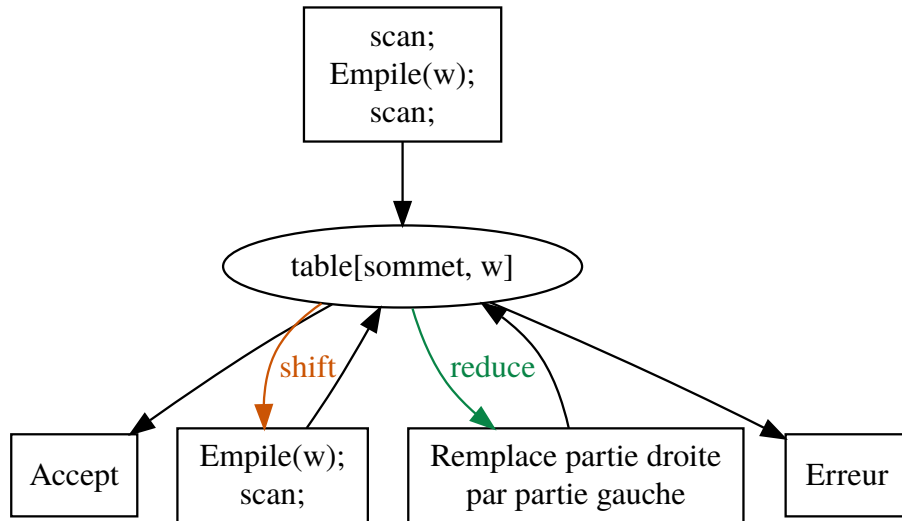 scan;
Empile(w);
scan;
table[sommet, w]
shift
reduce
Accept
Empile(w);
scan;
Remplace partie droite
par partie gauche
Erreur